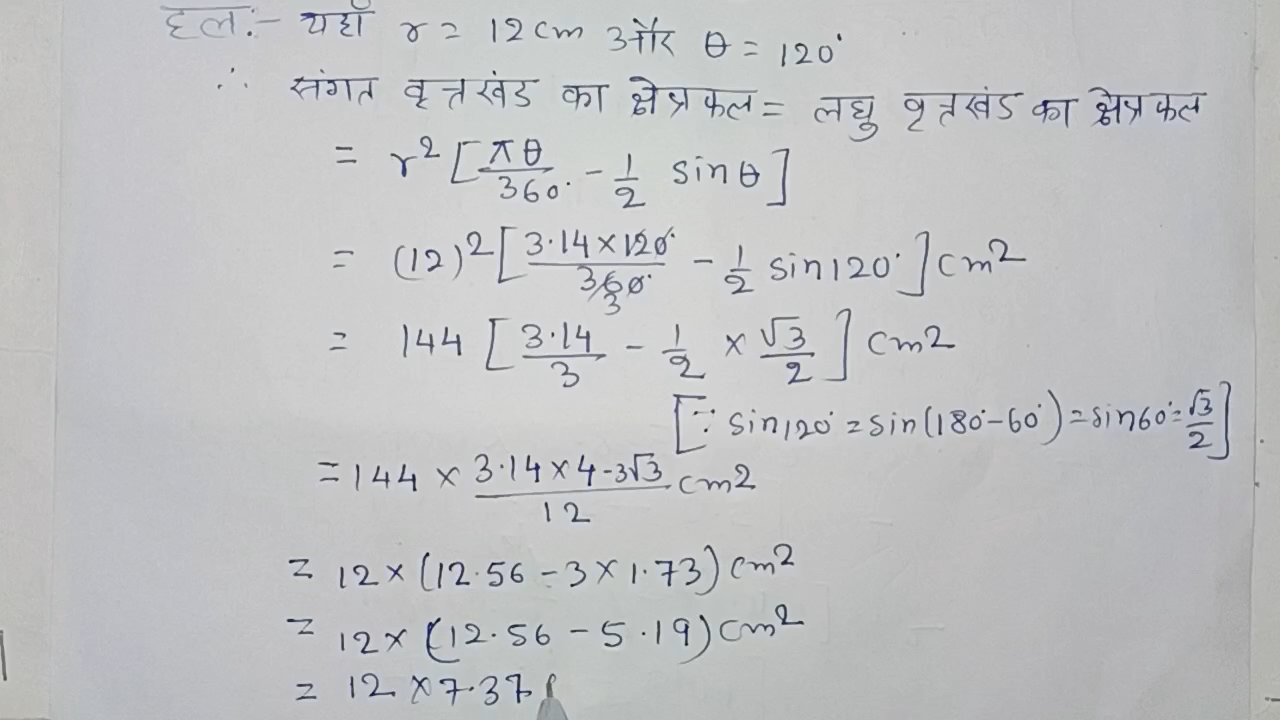 हल:- यहाँ r = 12cm और θ = 120°
∴ संगत वृत्तखंड का क्षेत्रफल = लघु वृत्तखंड का क्षेत्रफल
= r² [πθ/360° - 1/2 sinθ]
= (12)² [3.14×120°/360° - 1/2 sin120°] cm²
3
= 144 [3.14/3 - 1/2 × √3/2] cm²
[∵ sin120° = sin(180°-60°) = sin60° = √3/2]
= 144 × 3.14×4-3√3/12 cm²
= 12×(12.56-3×1.73) cm²
= 12×(12.56-5.19) cm²
= 12×7.37